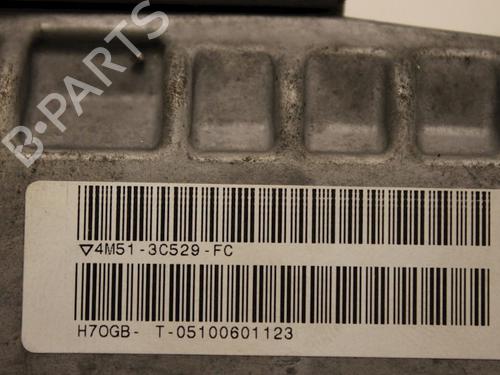 B-PARTS
▽4M51-3C529-FC
H7OGB- T-05100601123